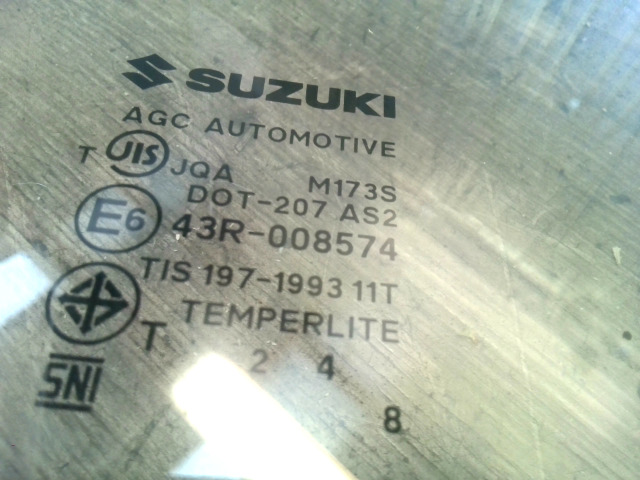 SUZUKI
AGC AUTOMOTIVE
T JIS JQA M173S
DOT-207 AS2
E6 43R-008574
TIS 197-1993 11T
T TEMPERLITE
SNI 2 4
8